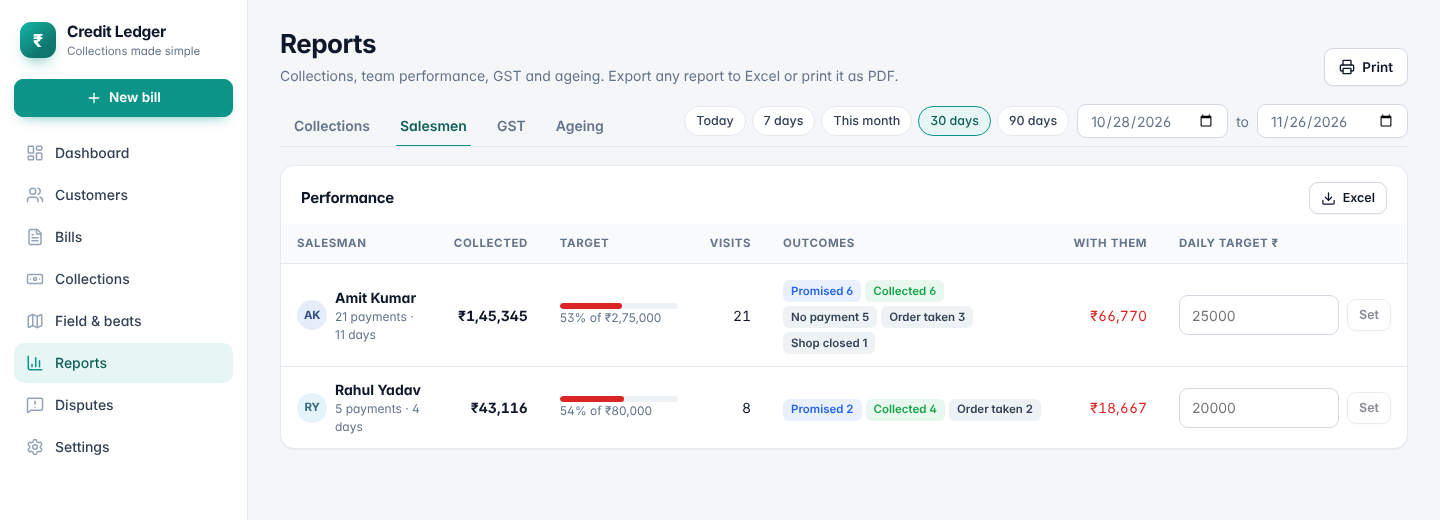 ₹
Credit Ledger
Collections made simple
+ New bill
Dashboard
Customers
Bills
Collections
Field & beats
Reports
Disputes
Settings
Reports
Collections, team performance, GST and ageing. Export any report to Excel or print it as PDF.
Print
Collections Salesmen GST Ageing
Today 7 days This month 30 days 90 days 10/28/2026 to 11/26/2026
Performance
Excel
SALESMAN COLLECTED TARGET VISITS OUTCOMES WITH THEM DAILY TARGET ₹
AK
Amit Kumar
21 payments ·
11 days
₹1,45,345
53% of ₹2,75,000
21
Promised 6 Collected 6
No payment 5 Order taken 3
Shop closed 1
₹66,770
25000
Set
RY
Rahul Yadav
5 payments · 4
days
₹43,116
54% of ₹80,000
8
Promised 2 Collected 4 Order taken 2
₹18,667
20000
Set